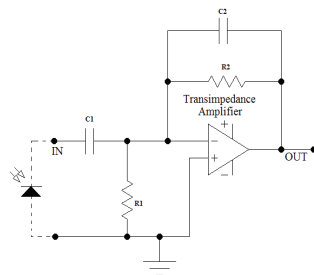 C2
R2
Transimpedance
Amplifier
C1
IN
R1
OUT
+
−
+
−